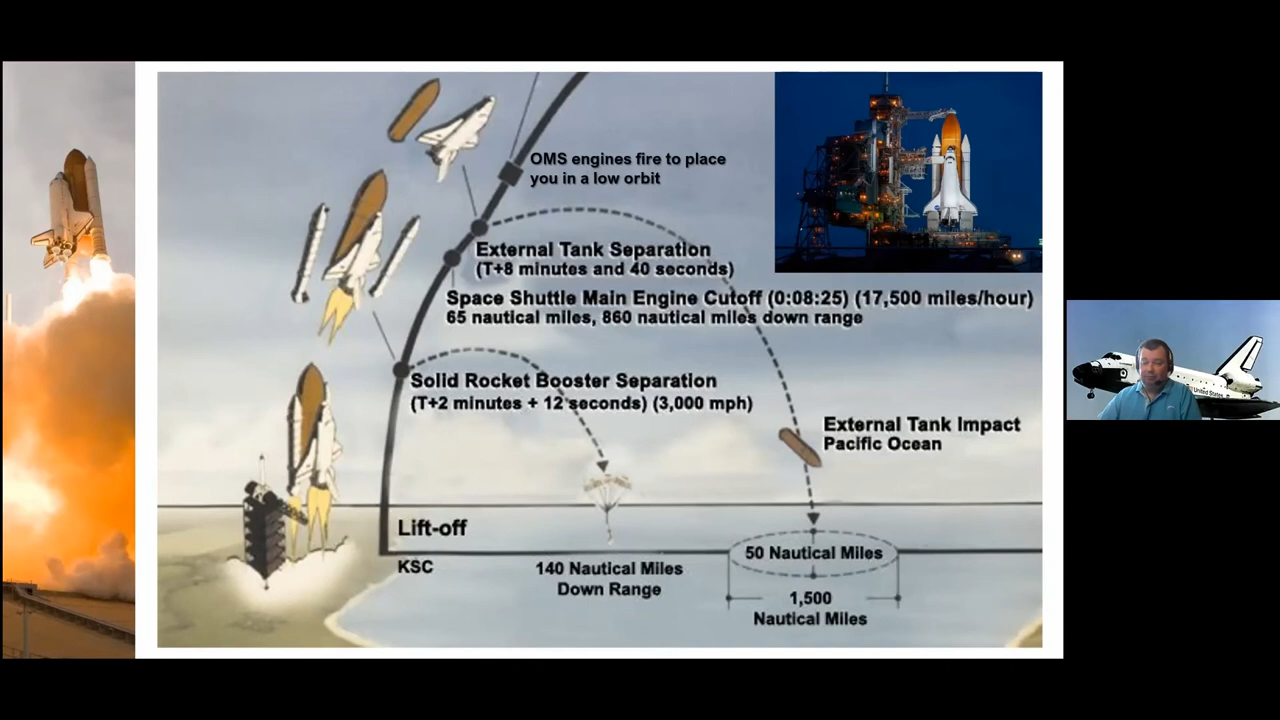 OMS engines fire to place
you in a low orbit
External Tank Separation
(T+8 minutes and 40 seconds)
Space Shuttle Main Engine Cutoff (0:08:25) (17,500 miles/hour)
65 nautical miles, 860 nautical miles down range
Solid Rocket Booster Separation
(T+2 minutes + 12 seconds) (3,000 mph)
External Tank Impact
Pacific Ocean
Lift-off
KSC
140 Nautical Miles
Down Range
50 Nautical Miles
1,500
Nautical Miles
United States